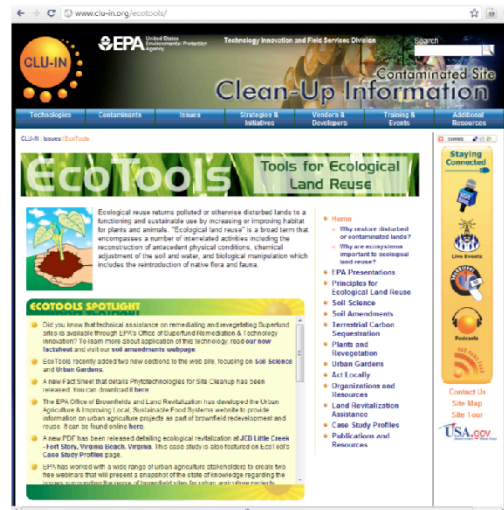 www.clu-in.org/ecotools/
CLU-IN
EPA United States Environmental Protection Agency
Technology Innovation and Field Services Division
Search
Contaminated Site
Clean-Up Information
Technologies Contaminants Issues Strategies & Initiatives Vendors & Developers Training & Events Additional Resources
CLU-IN | Issues | EcoTools
SHARE
EcoTools
Tools for Ecological
Land Reuse
Ecological reuse returns polluted or otherwise disturbed lands to a
functioning and sustainable use by increasing or improving habitat
for plants and animals. "Ecological land reuse" is a broad term that
encompasses a number of interrelated activities including the
reconstruction of antecedent physical conditions, chemical
adjustment of the soil and water, and biological manipulation which
includes the reintroduction of native flora and fauna.
ECOTOOLS SPOTLIGHT
Did you know that technical assistance on remediating and revegetating Superfund
sites is available through EPA's Office of Superfund Remediation & Technology
Innovation? To learn more about application of this technology, read our new
factsheet and visit our soil amendments webpage.
EcoTools recently added two new sections to the web site, focusing on Soil Science
and Urban Gardens.
A new Fact Sheet that details Phytotechnologies for Site Cleanup has been
released. You can download it here
The EPA Office of Brownfields and Land Revitalization has developed the Urban
Agriculture & Improving Local, Sustainable Food Systems website to provide
information on urban agriculture projects as part of brownfield redevelopment and
reuse. It can be found online here.
A new PDF has been released detailing ecological revitalization at JEB Little Creek
- Fort Story, Virginia Beach, Virginia. This case study is also featured on EcoTool's
Case Study Profiles page.
EPA has worked with a wide range of urban agriculture stakeholders to create two
free webinars that will present a snapshot of the state of knowledge regarding the
issues surrounding the reuse of brownfield sites for urban agriculture projects
Home
Why restore disturbed
or contaminated lands?
Why are ecosystems
important to ecological
land reuse?
EPA Presentations
Principles for
Ecological Land Reuse
Soil Science
Soil Amendments
Terrestrial Carbon
Sequestration
Plants and
Revegetation
Urban Gardens
Act Locally
Organizations and
Resources
Land Revitalization
Assistance
Case Study Profiles
Publications and
Resources
Staying
Connected
Live Events
Podcasts
Contact Us
Site Map
Site Tour
USA.gov